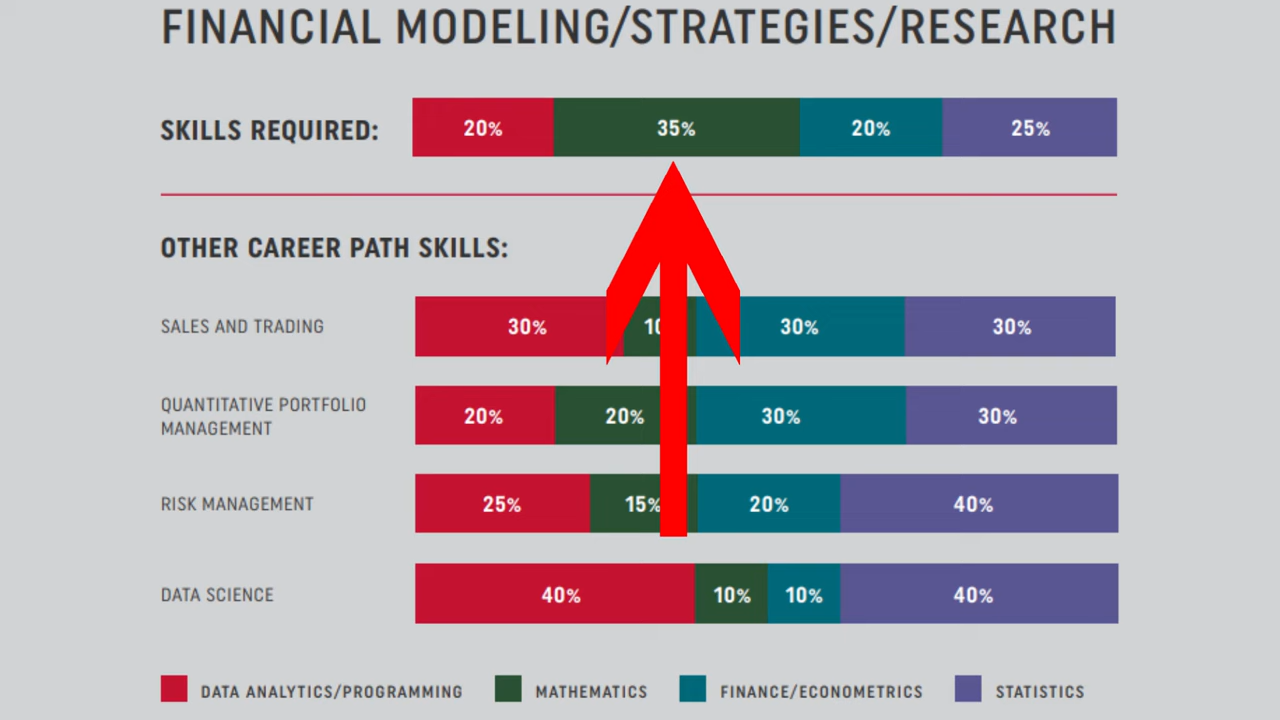 FINANCIAL MODELING/STRATEGIES/RESEARCH
SKILLS REQUIRED: 20% 35% 20% 25%
OTHER CAREER PATH SKILLS:
SALES AND TRADING 30% 30% 30%
QUANTITATIVE PORTFOLIO
MANAGEMENT 20% 20% 30% 30%
RISK MANAGEMENT 25% 15% 20% 40%
DATA SCIENCE 40% 10% 10% 40%
DATA ANALYTICS/PROGRAMMING MATHEMATICS FINANCE/ECONOMETRICS STATISTICS